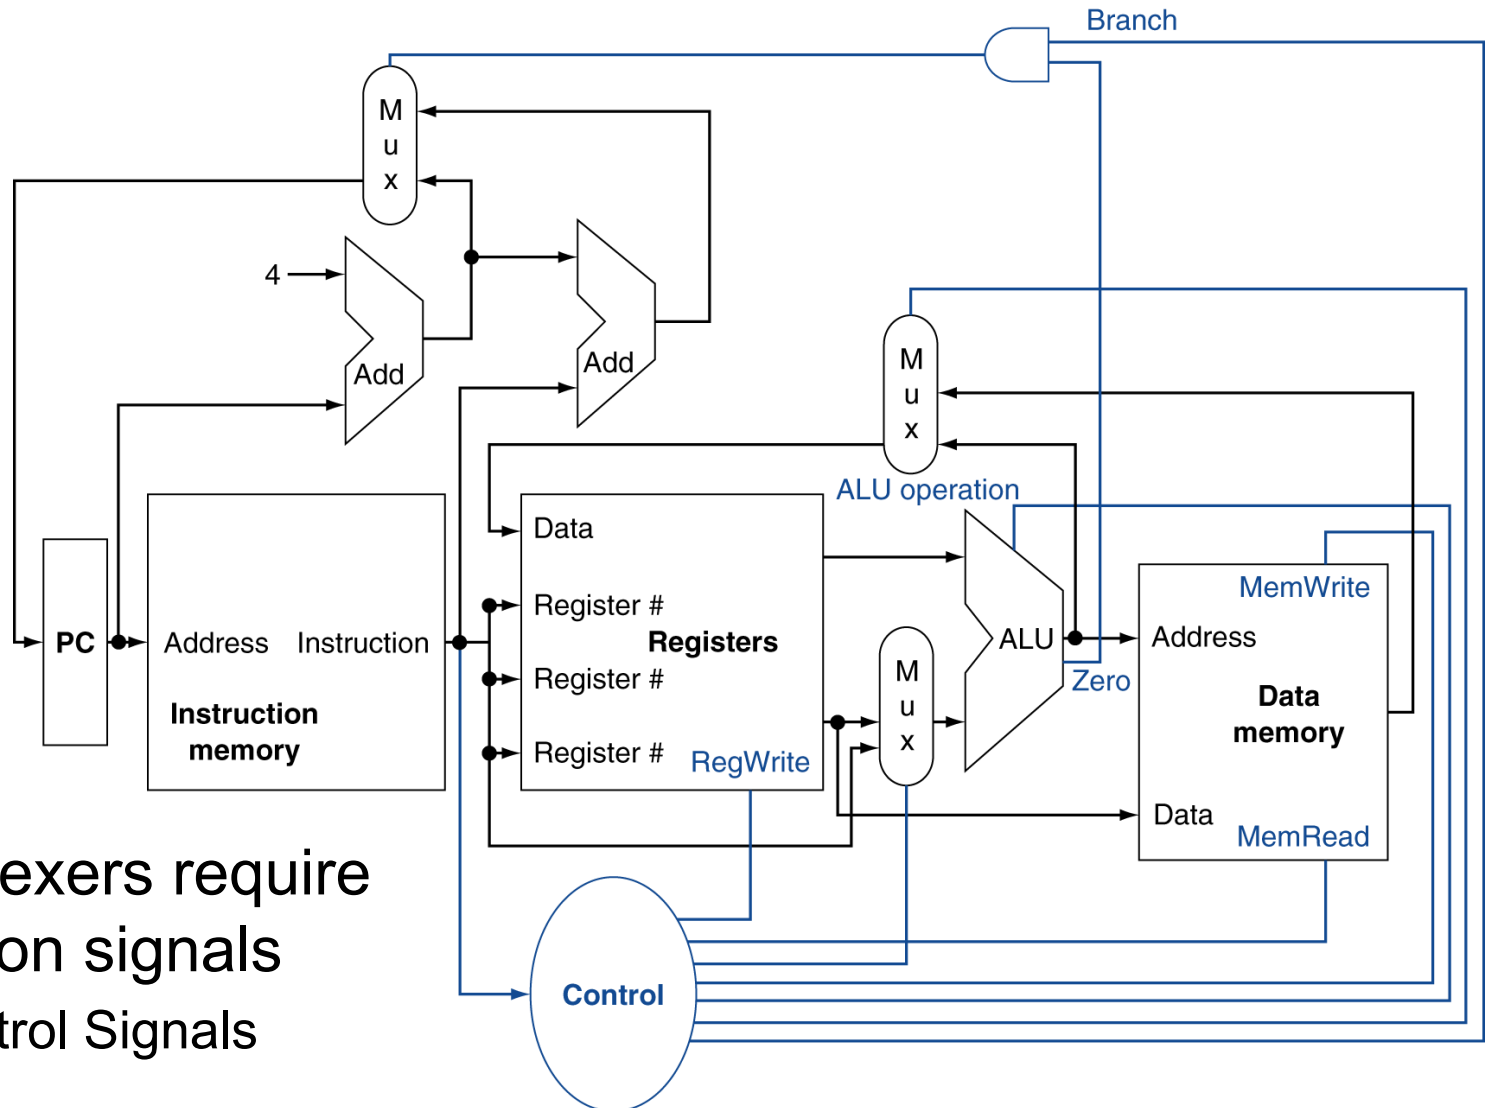 Branch
M
u
x
4
Add
Add
M
u
x
ALU operation
Data
Register #
Registers
Register #
Register #
RegWrite
PC
Address
Instruction
Instruction
memory
M
u
x
ALU
Zero
MemWrite
Address
Data
memory
Data
MemRead
exers require
on signals
trol Signals
Control